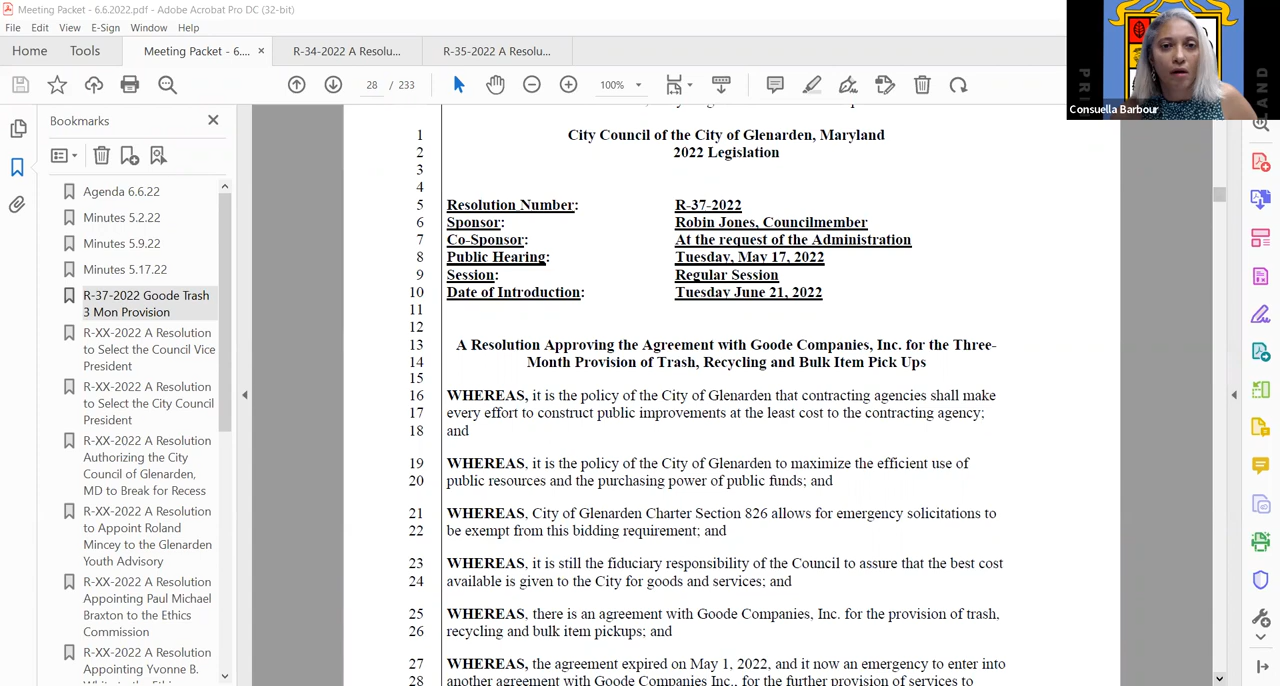 Meeting Packet - 6.6.2022.pdf - Adobe Acrobat Pro DC (32-bit)
File Edit View E-Sign Window Help
Home Tools Meeting Packet - 6.... × R-34-2022 A Resolu... R-35-2022 A Resolu...
28 / 233 100%
Consuella Barbour
Bookmarks
Agenda 6.6.22
Minutes 5.2.22
Minutes 5.9.22
Minutes 5.17.22
R-37-2022 Goode Trash
3 Mon Provision
R-XX-2022 A Resolution
to Select the Council Vice
President
R-XX-2022 A Resolution
to Select the City Council
President
R-XX-2022 A Resolution
Authorizing the City
Council of Glenarden,
MD to Break for Recess
R-XX-2022 A Resolution
to Appoint Roland
Mincey to the Glenarden
Youth Advisory
R-XX-2022 A Resolution
Appointing Paul Michael
Braxton to the Ethics
Commission
R-XX-2022 A Resolution
Appointing Yvonne B.
1 City Council of the City of Glenarden, Maryland
2 2022 Legislation
3
4
5 Resolution Number: R-37-2022
6 Sponsor: Robin Jones, Councilmember
7 Co-Sponsor: At the request of the Administration
8 Public Hearing: Tuesday, May 17, 2022
9 Session: Regular Session
10 Date of Introduction: Tuesday June 21, 2022
11
12
13 A Resolution Approving the Agreement with Goode Companies, Inc. for the Three-
14 Month Provision of Trash, Recycling and Bulk Item Pick Ups
15
16 WHEREAS, it is the policy of the City of Glenarden that contracting agencies shall make
17 every effort to construct public improvements at the least cost to the contracting agency;
18 and
19 WHEREAS, it is the policy of the City of Glenarden to maximize the efficient use of
20 public resources and the purchasing power of public funds; and
21 WHEREAS, City of Glenarden Charter Section 826 allows for emergency solicitations to
22 be exempt from this bidding requirement; and
23 WHEREAS, it is still the fiduciary responsibility of the Council to assure that the best cost
24 available is given to the City for goods and services; and
25 WHEREAS, there is an agreement with Goode Companies, Inc. for the provision of trash,
26 recycling and bulk item pickups; and
27 WHEREAS, the agreement expired on May 1, 2022, and it now an emergency to enter into
28 another agreement with Goode Companies Inc., for the further provision of services to